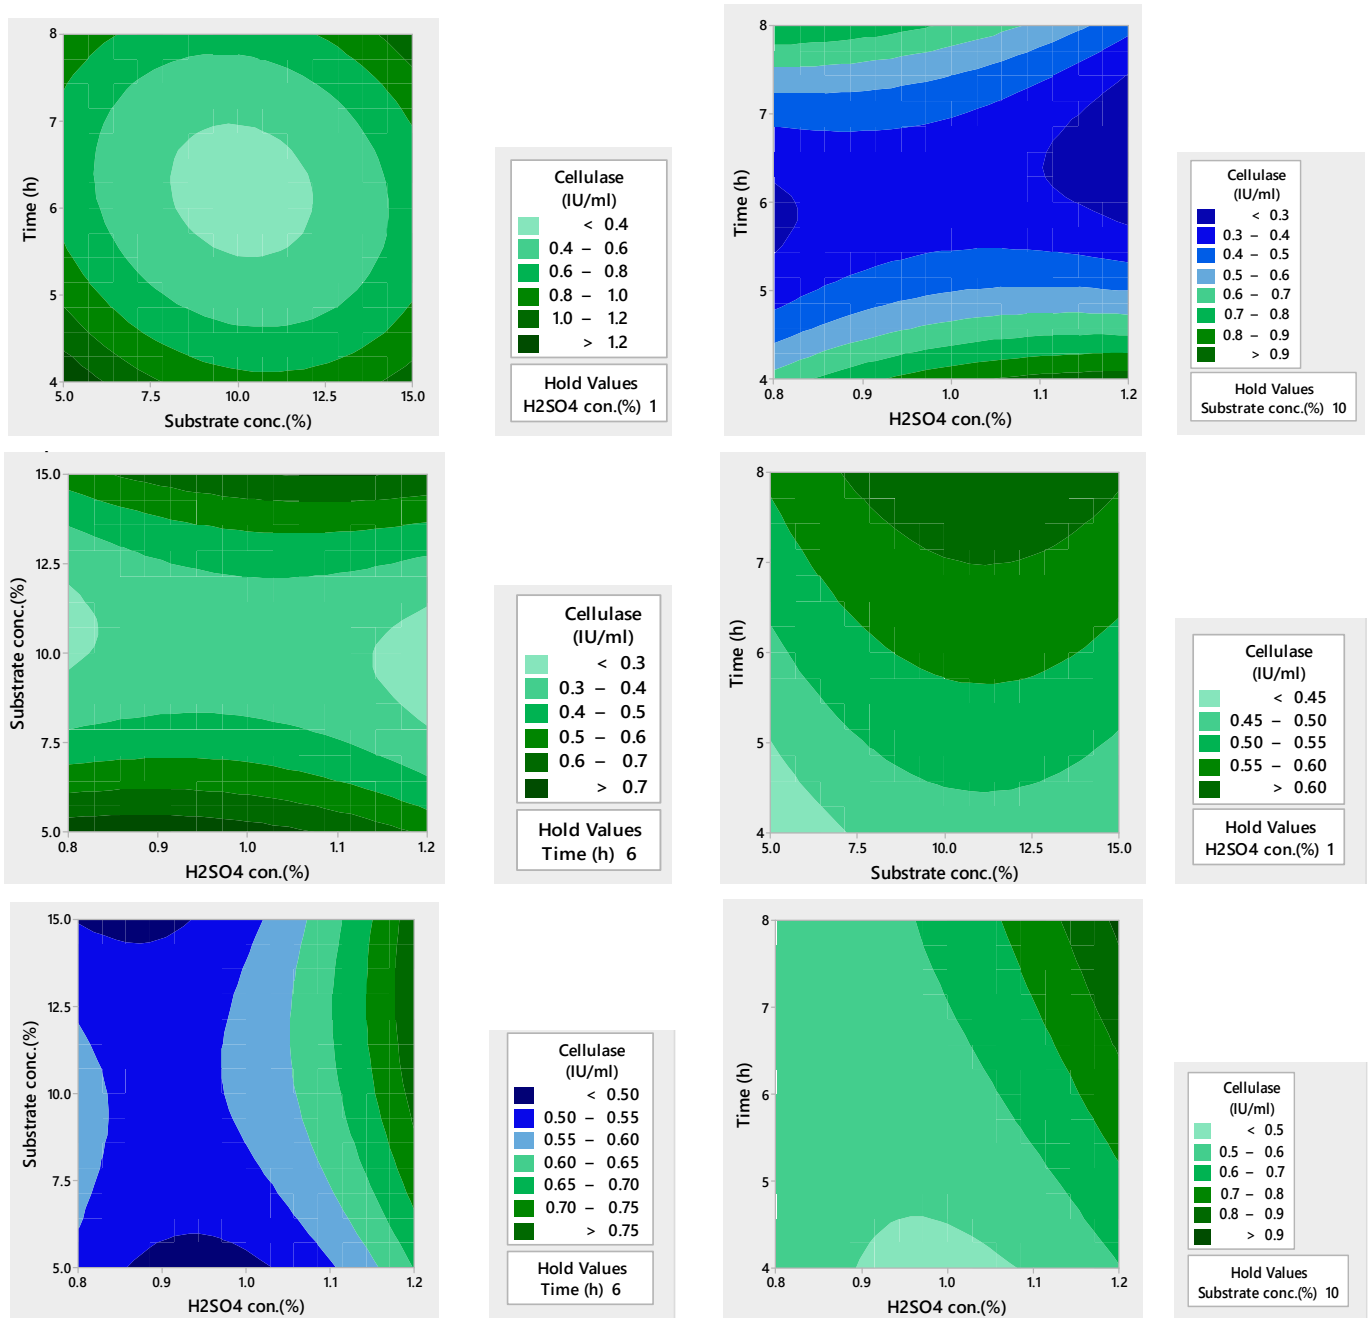 8
7
6
5
4
5.0 7.5 10.0 12.5 15.0
Time (h)
Substrate conc.(%)
Cellulase
(IU/ml)
< 0.4
0.4 – 0.6
0.6 – 0.8
0.8 – 1.0
1.0 – 1.2
> 1.2
Hold Values
H2SO4 con.(%) 1
8
7
6
5
4
0.8 0.9 1.0 1.1 1.2
Time (h)
H2SO4 con.(%)
Cellulase
(IU/ml)
< 0.3
0.3 – 0.4
0.4 – 0.5
0.5 – 0.6
0.6 – 0.7
0.7 – 0.8
0.8 – 0.9
> 0.9
Hold Values
Substrate conc.(%) 10
15.0
12.5
10.0
7.5
5.0
0.8 0.9 1.0 1.1 1.2
Substrate conc.(%)
H2SO4 con.(%)
Cellulase
(IU/ml)
< 0.3
0.3 – 0.4
0.4 – 0.5
0.5 – 0.6
0.6 – 0.7
> 0.7
Hold Values
Time (h) 6
8
7
6
5
4
5.0 7.5 10.0 12.5 15.0
Time (h)
Substrate conc.(%)
Cellulase
(IU/ml)
< 0.45
0.45 – 0.50
0.50 – 0.55
0.55 – 0.60
> 0.60
Hold Values
H2SO4 con.(%) 1
15.0
12.5
10.0
7.5
5.0
0.8 0.9 1.0 1.1 1.2
Substrate conc.(%)
H2SO4 con.(%)
Cellulase
(IU/ml)
< 0.50
0.50 – 0.55
0.55 – 0.60
0.60 – 0.65
0.65 – 0.70
0.70 – 0.75
> 0.75
Hold Values
Time (h) 6
8
7
6
5
4
0.8 0.9 1.0 1.1 1.2
Time (h)
H2SO4 con.(%)
Cellulase
(IU/ml)
< 0.5
0.5 – 0.6
0.6 – 0.7
0.7 – 0.8
0.8 – 0.9
> 0.9
Hold Values
Substrate conc.(%) 10